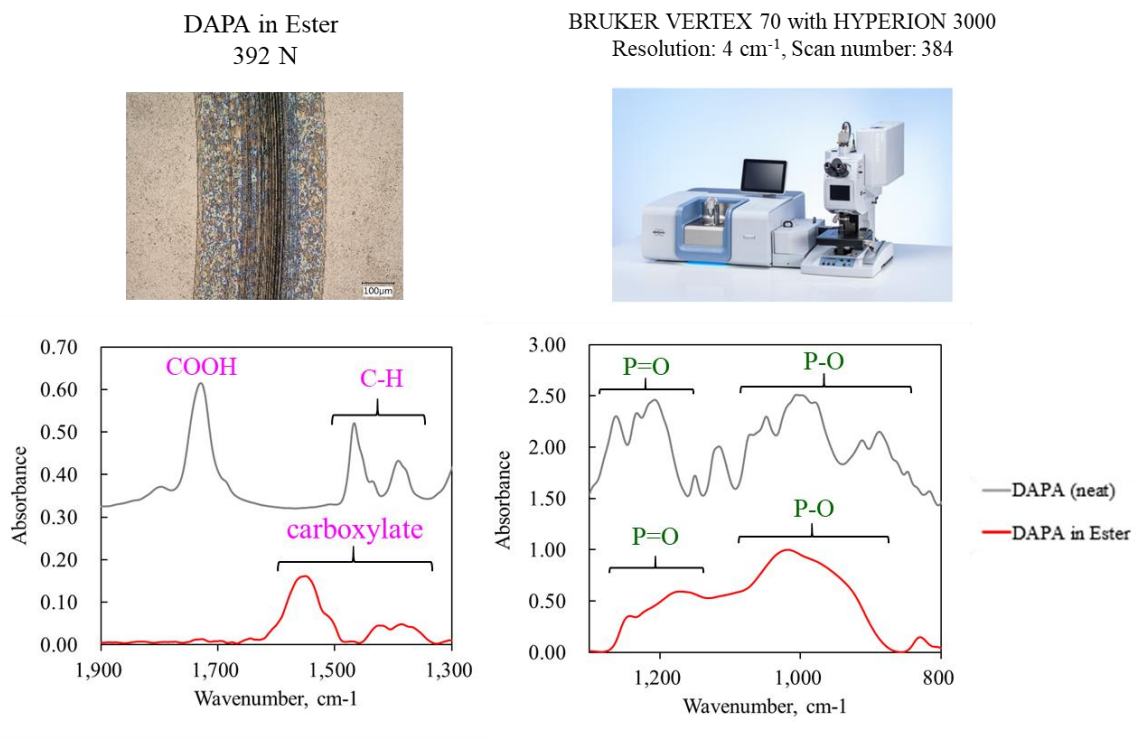 DAPA in Ester
392 N
BRUKER VERTEX 70 with HYPERION 3000
Resolution: 4 cm-1, Scan number: 384
100μm
0.70
0.60
0.50
0.40
0.30
0.20
0.10
0.00
Absorbance
COOH
C-H
carboxylate
1,900
1,700
1,500
1,300
Wavenumber, cm-1
3.00
2.50
2.00
1.50
1.00
0.50
0.00
Absorbance
P=O
P-O
P=O
P-O
1,200
1,000
800
Wavenumber, cm-1
DAPA (neat)
DAPA in Ester